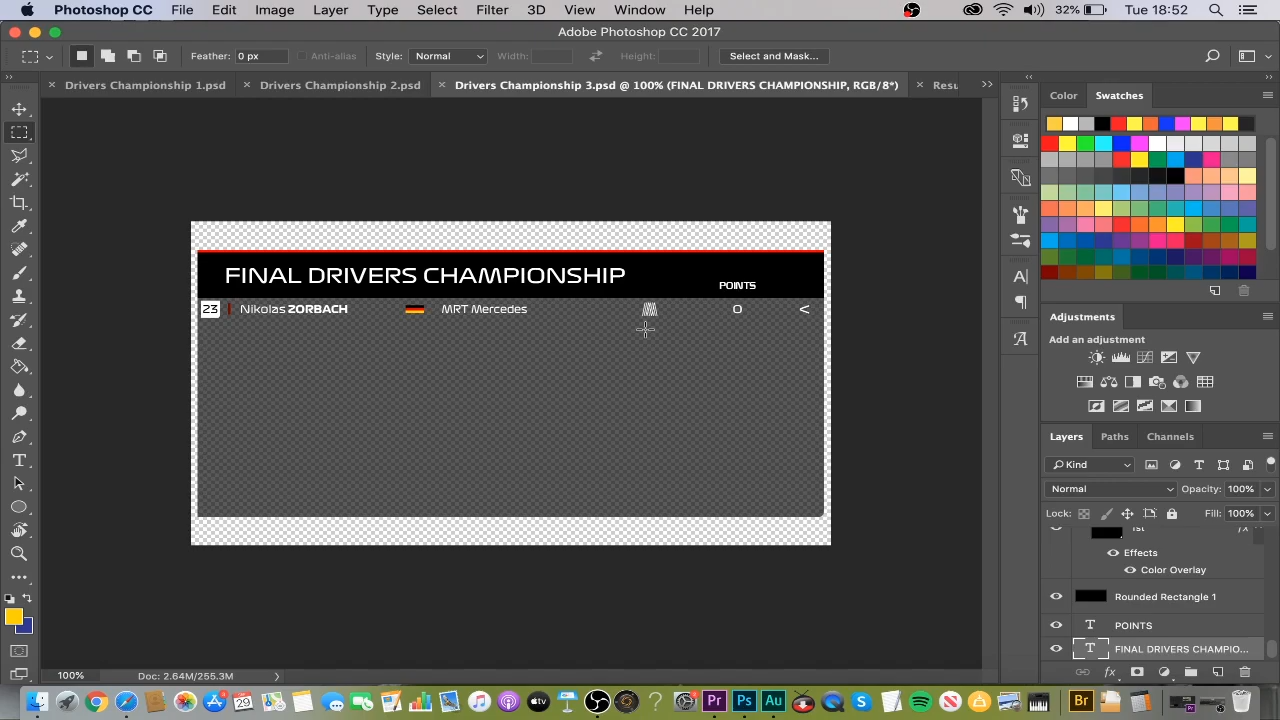 Photoshop CC File Edit Image Layer Type Select Filter 3D View Window Help 32% Tue 18:52
Adobe Photoshop CC 2017
Feather: 0 px Anti-alias Style: Normal Width: Height: Select and Mask...
Drivers Championship 1.psd Drivers Championship 2.psd Drivers Championship 3.psd @ 100% (FINAL DRIVERS CHAMPIONSHIP, RGB/8*) Resu
Color Swatches
FINAL DRIVERS CHAMPIONSHIP
POINTS
23 Nikolas ZORBACH MRT Mercedes 0 <
Adjustments
Add an adjustment
Layers Paths Channels
Kind
Normal Opacity: 100%
Lock: Fill: 100%
1st fx
Effects
Color Overlay
Rounded Rectangle 1
POINTS
FINAL DRIVERS CHAMPIO...
100% Doc: 2.64M/255.3M